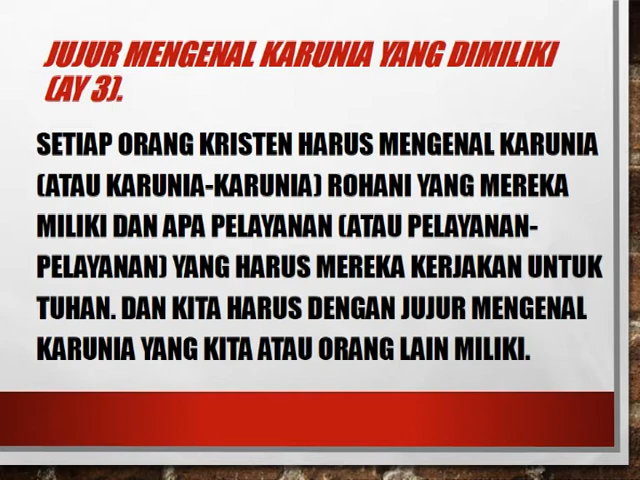 JUJUR MENGENAL KARUNIA YANG DIMILIKI
(AY 3).
SETIAP ORANG KRISTEN HARUS MENGENAL KARUNIA
(ATAU KARUNIA-KARUNIA) ROHANI YANG MEREKA
MILIKI DAN APA PELAYANAN (ATAU PELAYANAN-
PELAYANAN) YANG HARUS MEREKA KERJAKAN UNTUK
TUHAN. DAN KITA HARUS DENGAN JUJUR MENGENAL
KARUNIA YANG KITA ATAU ORANG LAIN MILIKI.